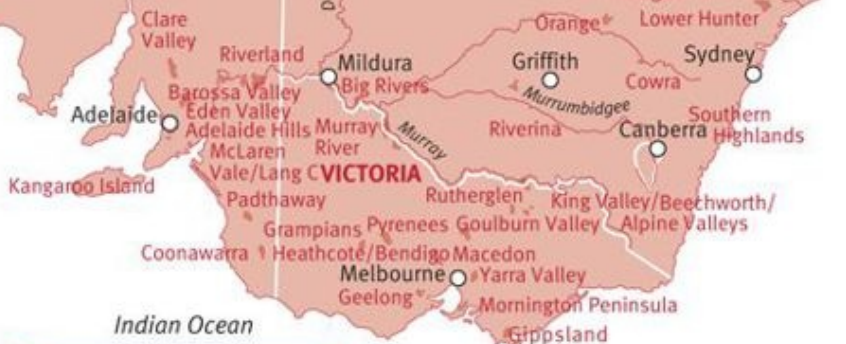 D
Clare
Valley
Orange
Lower Hunter
Riverland
Mildura
Griffith
Sydney
Barossa Valley
Big Rivers
Cowra
Adelaide
Eden Valley
Murrumbidgee
Southern
Highlands
Adelaide Hills
Murray
River
Murray
Riverina
Canberra
McLaren
Vale/Lang C
VICTORIA
Kangaroo Island
Padthaway
Rutherglen
King Valley/Beechworth/
Alpine Valleys
Grampians
Pyrenees
Goulburn Valley
Coonawarra
Heathcote/Bendigo
Macedon
Melbourne
Yarra Valley
Geelong
Mornington Peninsula
Indian Ocean
Gippsland